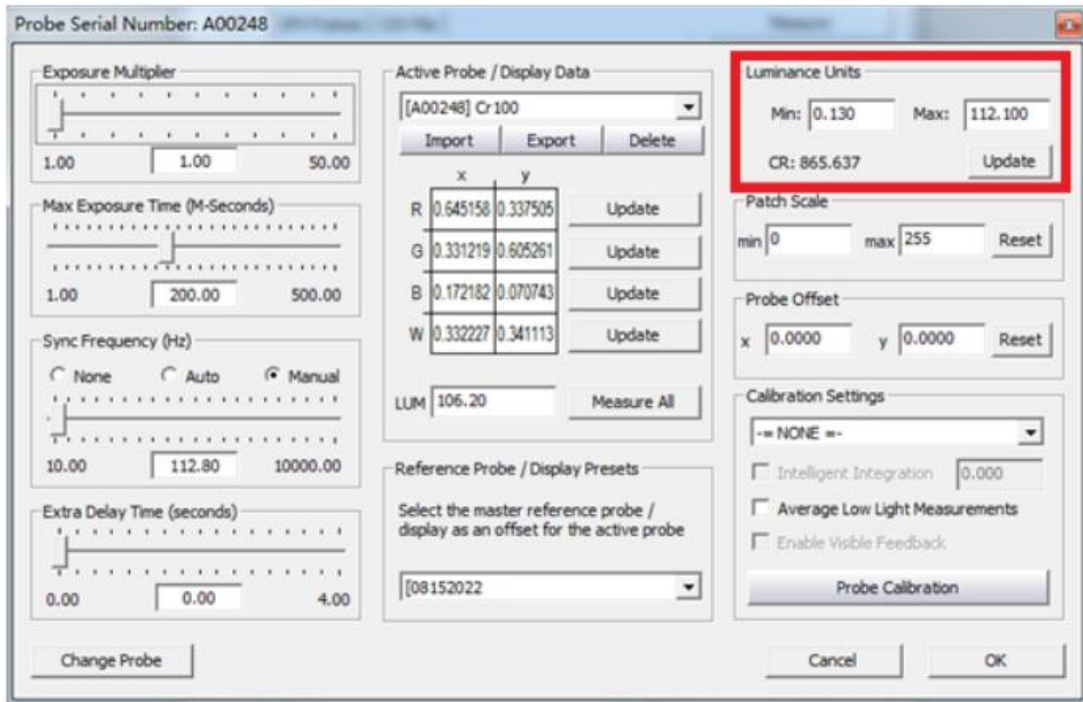 Probe Serial Number: A00248
Exposure Multiplier
1.00 1.00 50.00
Max Exposure Time (M-Seconds)
1.00 200.00 500.00
Sync Frequency (Hz)
None Auto Manual
10.00 112.80 10000.00
Extra Delay Time (seconds)
0.00 0.00 4.00
Change Probe
Active Probe / Display Data
[A00248] Cr100
Import Export Delete
x y
R 0.645158 0.337505 Update
G 0.331219 0.605261 Update
B 0.172182 0.070743 Update
W 0.332227 0.341113 Update
LUM 106.20 Measure All
Reference Probe / Display Presets
Select the master reference probe /
display as an offset for the active probe
[08152022
Luminance Units
Min: 0.130 Max: 112.100
CR: 865.637 Update
Patch Scale
min 0 max 255 Reset
Probe Offset
x 0.0000 y 0.0000 Reset
Calibration Settings
-= NONE =-
Intelligent Integration 0.000
Average Low Light Measurements
Enable Visible Feedback
Probe Calibration
Cancel OK